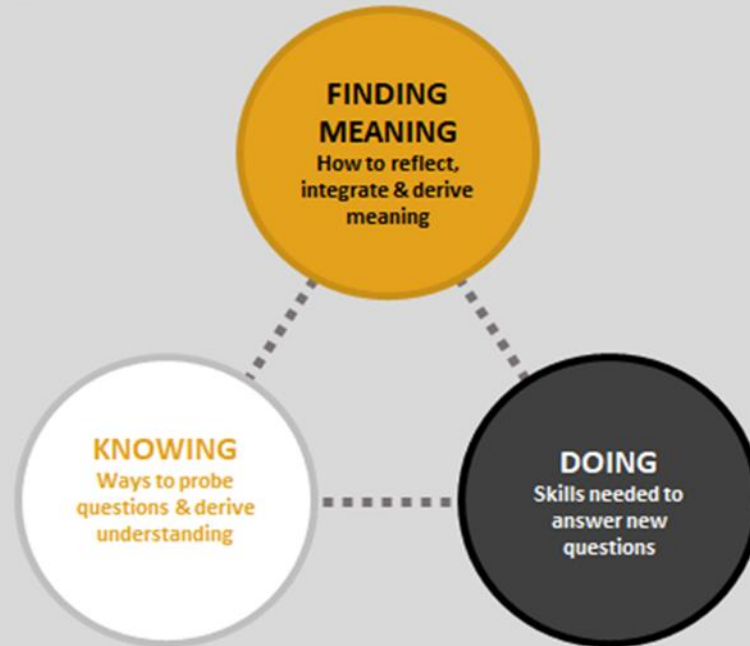 FINDING
MEANING
How to reflect,
integrate & derive
meaning
KNOWING
Ways to probe
questions & derive
understanding
DOING
Skills needed to
answer new
questions